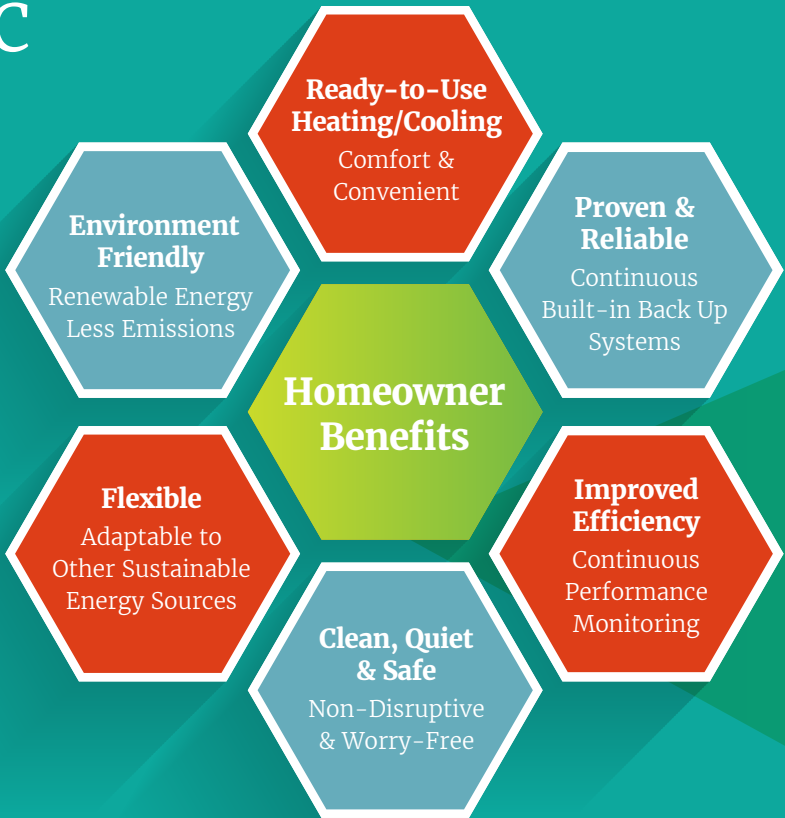 C
Ready-to-Use
Heating/Cooling
Comfort &
Convenient
Environment
Friendly
Renewable Energy
Less Emissions
Proven &
Reliable
Continuous
Built-in Back Up
Systems
Homeowner
Benefits
Flexible
Adaptable to
Other Sustainable
Energy Sources
Improved
Efficiency
Continuous
Performance
Monitoring
Clean, Quiet
& Safe
Non-Disruptive
& Worry-Free